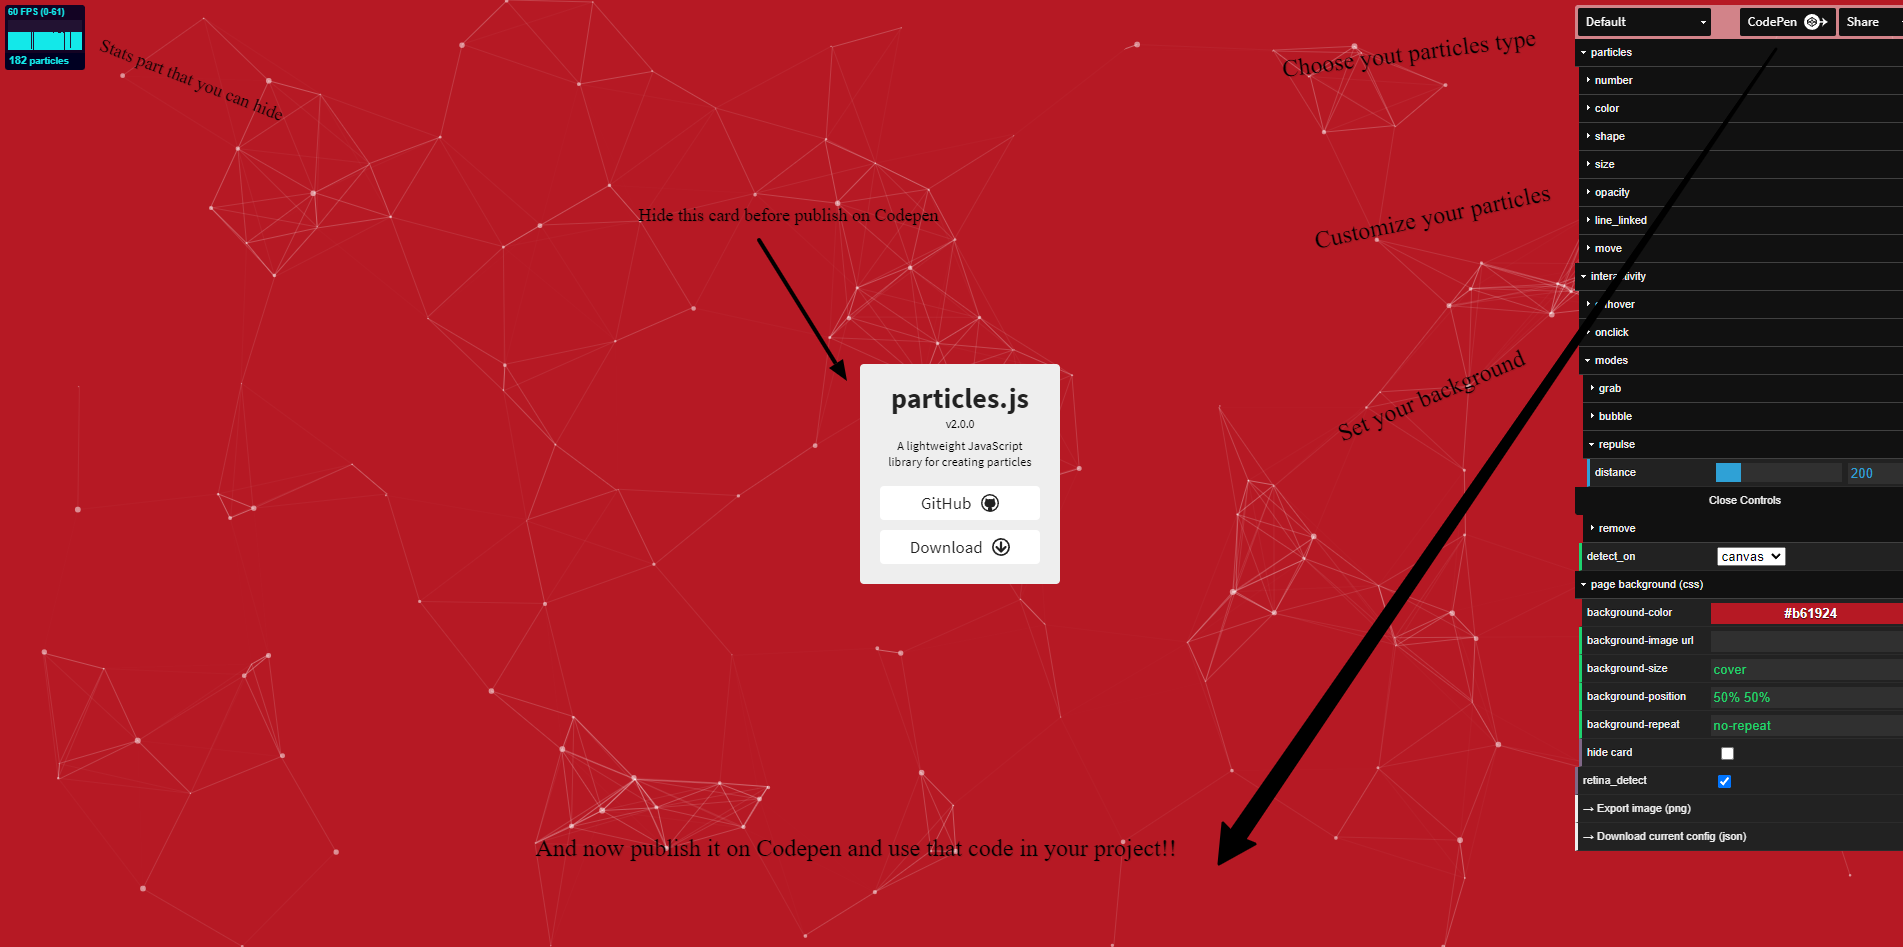 60 FPS (0-61)
182 particles
Stats part that you can hide
Hide this card before publish on Codepen
particles.js
v2.0.0
A lightweight JavaScript
library for creating particles
GitHub
Download
And now publish it on Codepen and use that code in your project!!
Choose yout particles type
Customize your particles
Set your background
Default
CodePen
Share
particles
number
color
shape
size
opacity
line_linked
move
interactivity
onhover
onclick
modes
grab
bubble
repulse
distance 200
Close Controls
remove
detect_on canvas
page background (css)
background-color #b61924
background-image url
background-size cover
background-position 50% 50%
background-repeat no-repeat
hide card
retina_detect
→ Export image (png)
→ Download current config (json)